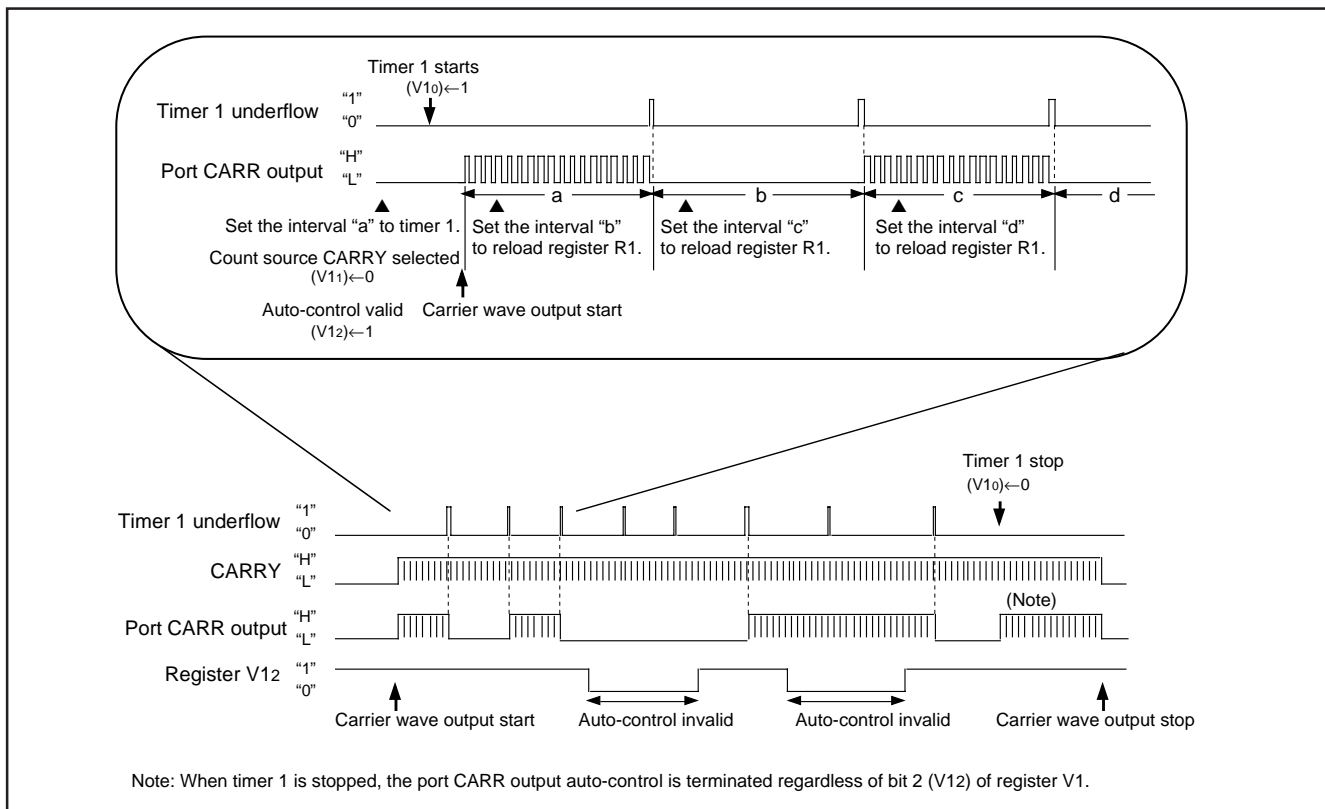 Timer 1 starts
(V10)←1
Timer 1 underflow
“1”
“0”
Port CARR output
“H”
“L”
a
b
c
d
Set the interval “a” to timer 1.
Set the interval “b”
to reload register R1.
Set the interval “c”
to reload register R1.
Set the interval “d”
to reload register R1.
Count source CARRY selected
(V11)←0
Auto-control valid
(V12)←1
Carrier wave output start
Timer 1 stop
(V10)←0
Timer 1 underflow
“1”
“0”
CARRY
“H”
“L”
(Note)
Port CARR output
“H”
“L”
Register V12
“1”
“0”
Carrier wave output start
Auto-control invalid
Auto-control invalid
Carrier wave output stop
Note: When timer 1 is stopped, the port CARR output auto-control is terminated regardless of bit 2 (V12) of register V1.